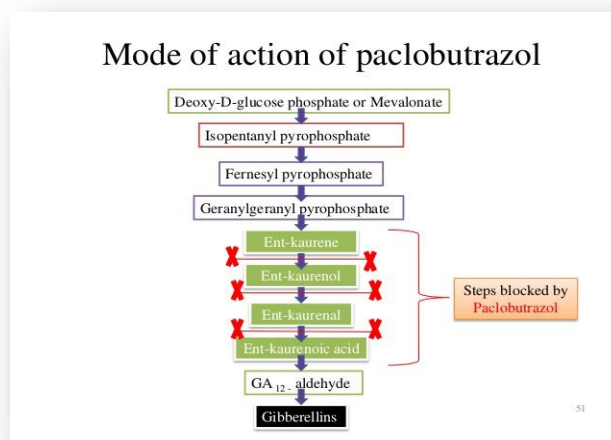 Mode of action of paclobutrazol
Deoxy-D-glucose phosphate or Mevalonate
Isopentanyl pyrophosphate
Fernesyl pyrophosphate
Geranylgeranyl pyrophosphate
Ent-kaurene
Ent-kaurenol
Ent-kaurenal
Ent-kaurenoic acid
Steps blocked by
Paclobutrazol
GA 12 - aldehyde
Gibberellins
51